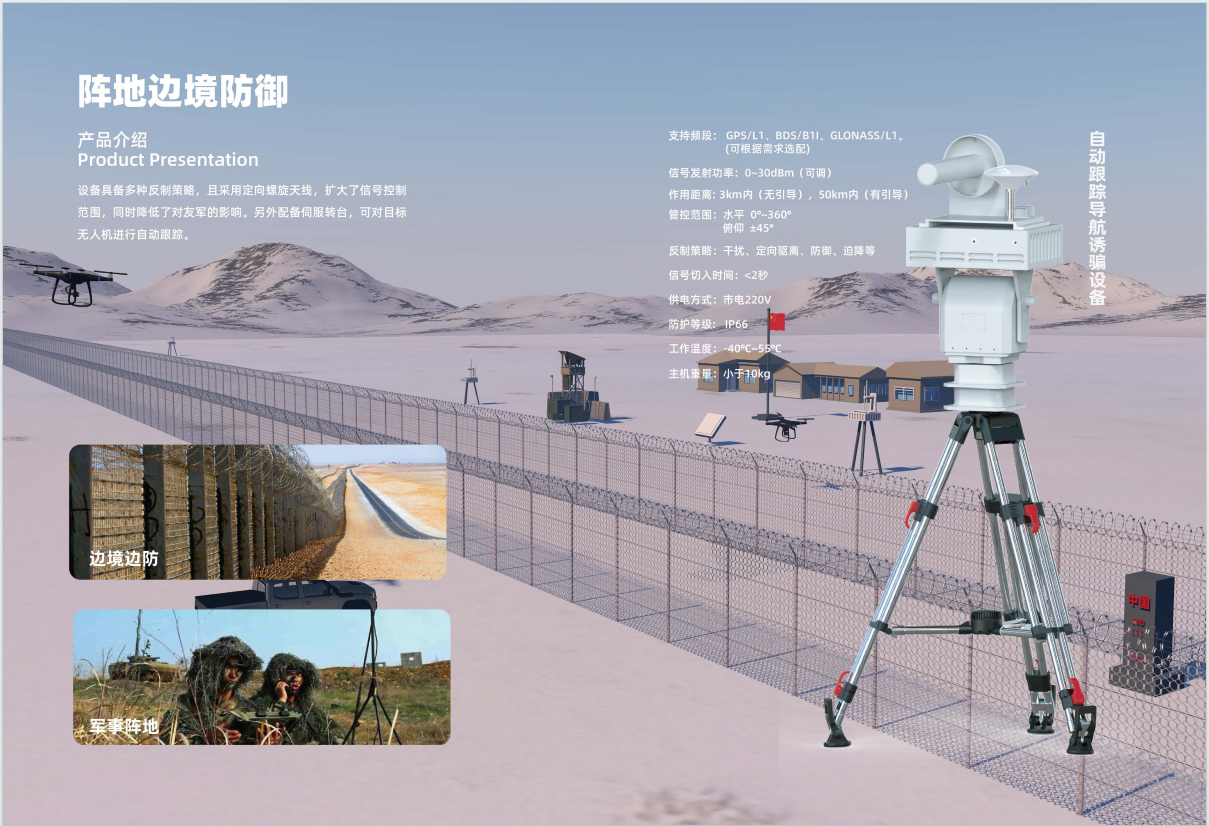 阵地边境防御
产品介绍
Product Presentation
设备具备多种反制策略，且采用定向螺旋天线，扩大了信号控制
范围，同时降低了对友军的影响。另外配备伺服转台，可对目标
无人机进行自动跟踪。
支持频段： GPS/L1、BDS/B1I、GLONASS/L1。
(可根据需求选配)
信号发射功率：0~30dBm（可调）
作用距离：3km内（无引导），50km内（有引导）
管控范围：水平 0°~360°
俯仰 ±45°
反制策略：干扰、定向驱离、防御、迫降等
信号切入时间：<2秒
供电方式：市电220V
防护等级： IP66
工作温度：-40℃~55℃
主机重量：小于10kg
自动跟踪导航诱骗设备
边境边防
军事阵地
中国